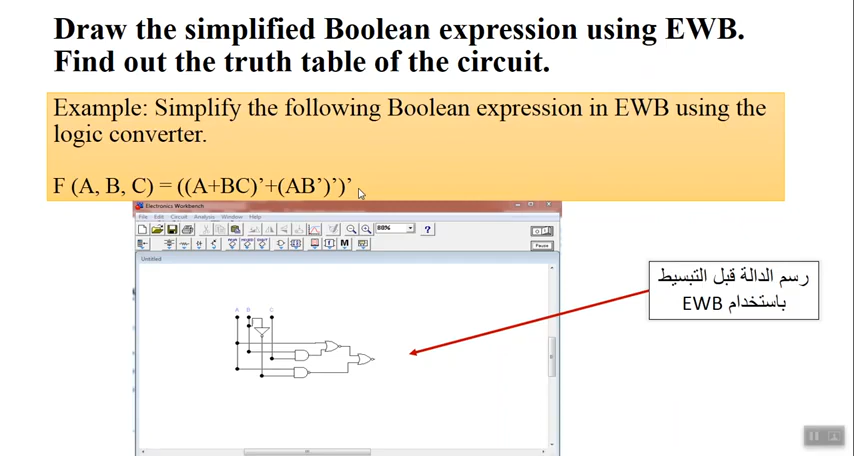 Draw the simplified Boolean expression using EWB.
Find out the truth table of the circuit.
Example: Simplify the following Boolean expression in EWB using the
logic converter.
F (A, B, C) = ((A+BC)’+(AB’)’)’
Electronics Workbench
File Edit Circuit Analysis Window Help
80%
?
M
Pause
Untitled
A B C
رسم الدالة قبل التبسيط
باستخدام EWB